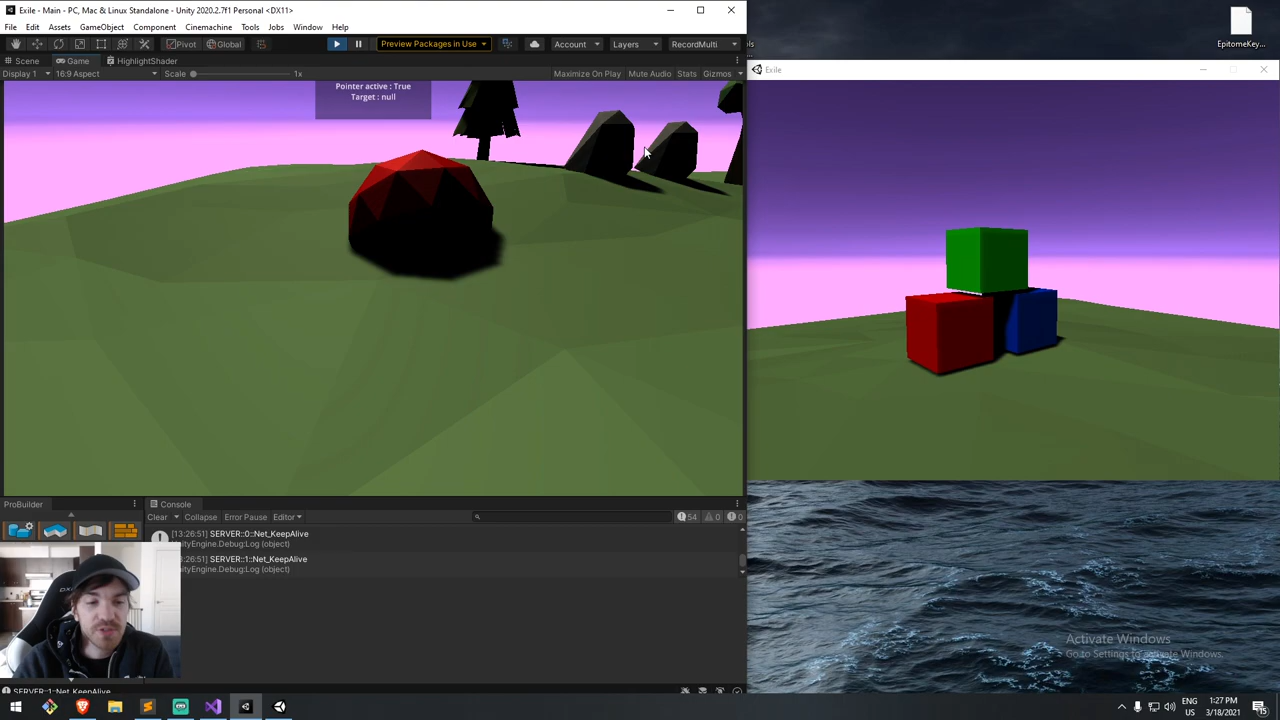 Exile - Main - PC, Mac & Linux Standalone - Unity 2020.2.7f1 Personal <DX11>
File Edit Assets GameObject Component Cinemachine Tools Jobs Window Help
Pivot Global Preview Packages in Use Account Layers RecordMulti
EpitomeKey...
Scene Game HighlightShader
Exile
Display 1 16:9 Aspect Scale 1x Maximize On Play Mute Audio Stats Gizmos
Pointer active : True
Target : null
ProBuilder Console
Clear Collapse Error Pause Editor 54 0 0
[13:26:51] SERVER::0::Net_KeepAlive
UnityEngine.Debug:Log (object)
:26:51] SERVER::1::Net_KeepAlive
ityEngine.Debug:Log (object)
Activate Windows
Go to Settings to activate Windows.
SERVER::1::Net_KeepAlive
ENG
US
1:27 PM
3/18/2021
15